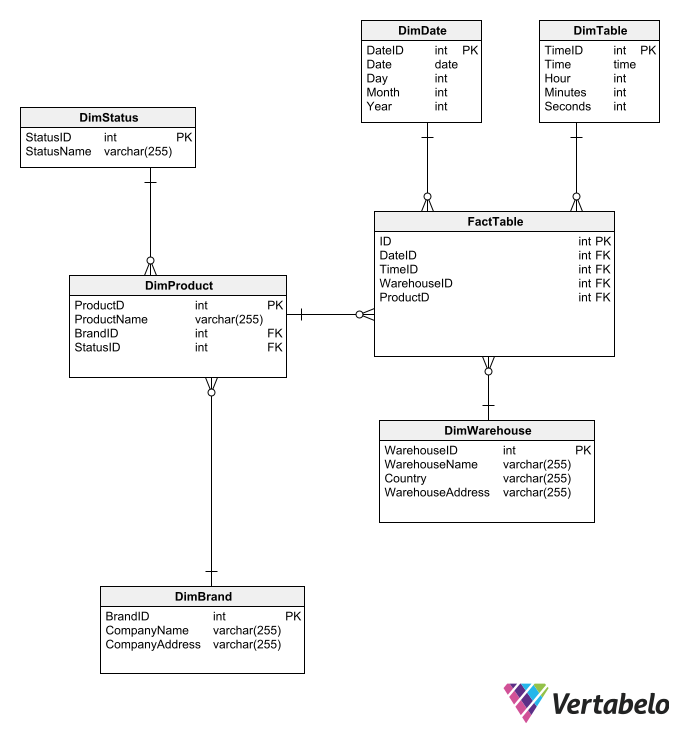 DimDate
DateID int PK
Date date
Day int
Month int
Year int
DimTable
TimeID int PK
Time time
Hour int
Minutes int
Seconds int
DimStatus
StatusID int PK
StatusName varchar(255)
FactTable
ID int PK
DateID int FK
TimeID int FK
WarehouseID int FK
ProductD int FK
DimProduct
ProductD int PK
ProductName varchar(255)
BrandID int FK
StatusID int FK
DimWarehouse
WarehouseID int PK
WarehouseName varchar(255)
Country varchar(255)
WarehouseAddress varchar(255)
DimBrand
BrandID int PK
CompanyName varchar(255)
CompanyAddress varchar(255)
Vertabelo